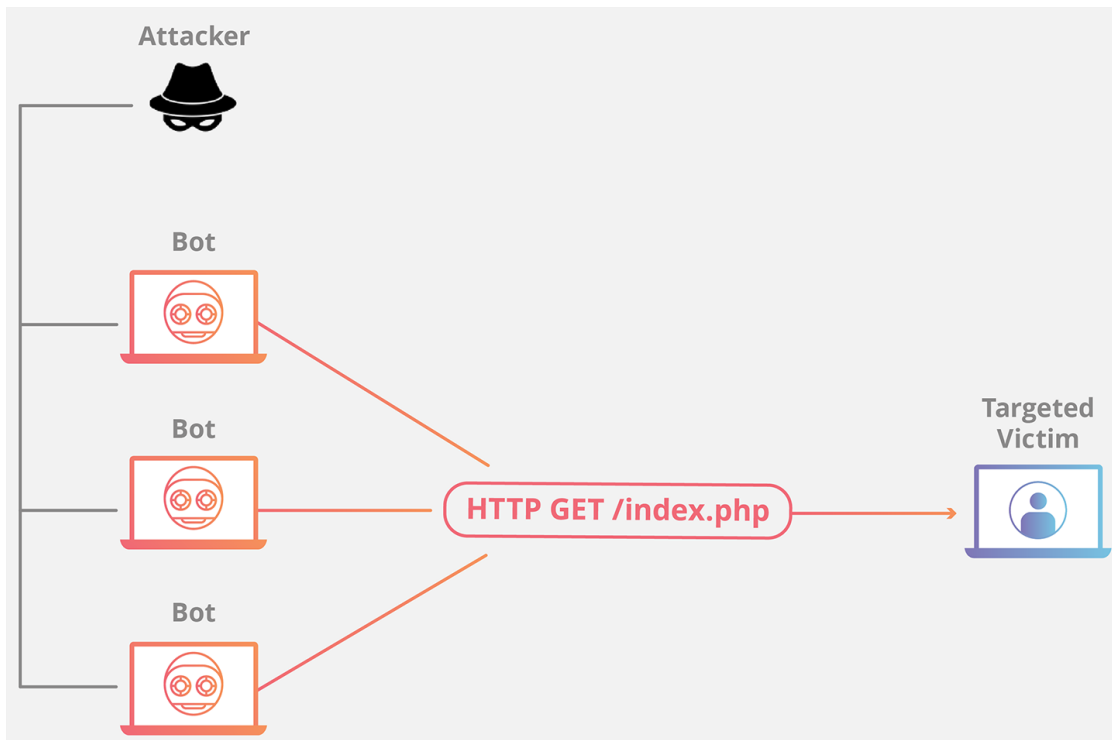 Attacker
Bot
Bot
Bot
HTTP GET /index.php
Targeted
Victim